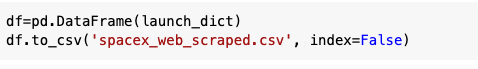 df=pd.DataFrame(launch_dict)
df.to_csv('spacex_web_scraped.csv', index=False)